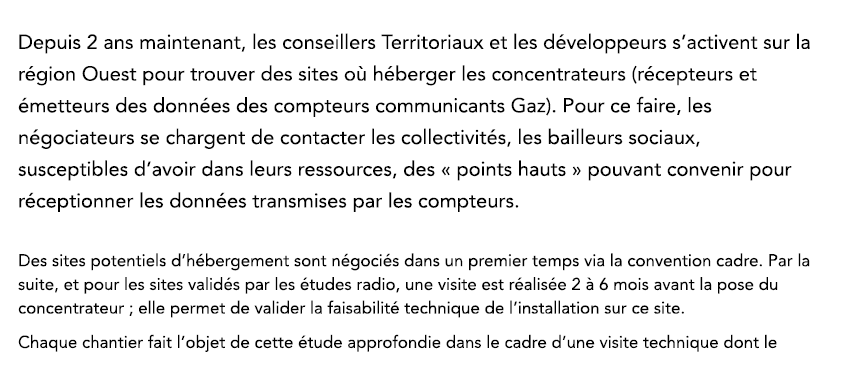 Depuis 2 ans maintenant, les conseillers Territoriaux et les développeurs s’activent sur la
région Ouest pour trouver des sites où héberger les concentrateurs (récepteurs et
émetteurs des données des compteurs communicants Gaz). Pour ce faire, les
négociateurs se chargent de contacter les collectivités, les bailleurs sociaux,
susceptibles d’avoir dans leurs ressources, des « points hauts » pouvant convenir pour
réceptionner les données transmises par les compteurs.
Des sites potentiels d’hébergement sont négociés dans un premier temps via la convention cadre. Par la
suite, et pour les sites validés par les études radio, une visite est réalisée 2 à 6 mois avant la pose du
concentrateur ; elle permet de valider la faisabilité technique de l’installation sur ce site.
Chaque chantier fait l’objet de cette étude approfondie dans le cadre d’une visite technique dont le